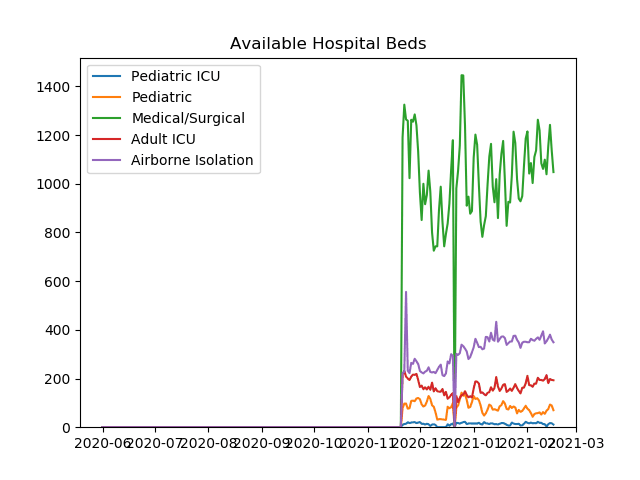 Available Hospital Beds
1400
1200
1000
800
600
400
200
0
Pediatric ICU
Pediatric
Medical/Surgical
Adult ICU
Airborne Isolation
2020-06 2020-07 2020-08 2020-09 2020-10 2020-11 2020-12 2021-01 2021-02 2021-03